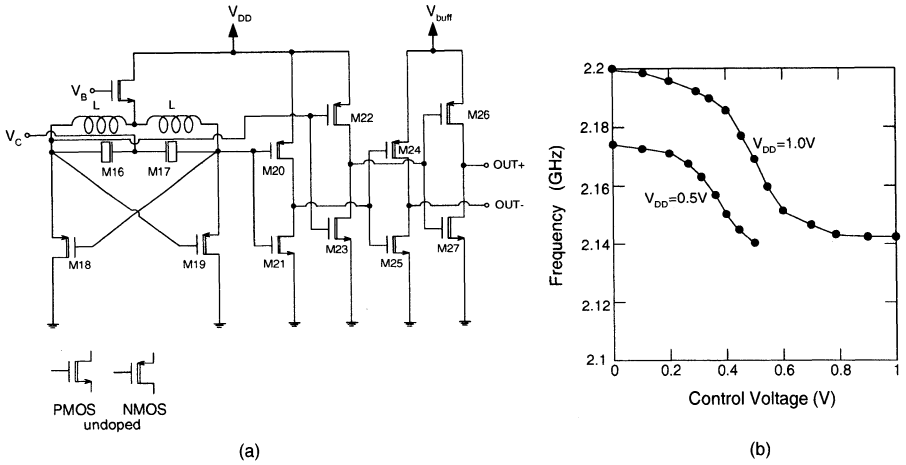 V_DD
V_buff
V_B
L
L
M22
M26
V_C
M16
M17
M20
M24
OUT+
OUT-
M18
M19
M21
M23
M25
M27
PMOS
NMOS
undoped
(a)
2.2
2.18
2.16
2.14
2.12
2.1
Frequency (GHz)
V_DD=1.0V
V_DD=0.5V
0
0.2
0.4
0.6
0.8
1
Control Voltage (V)
(b)